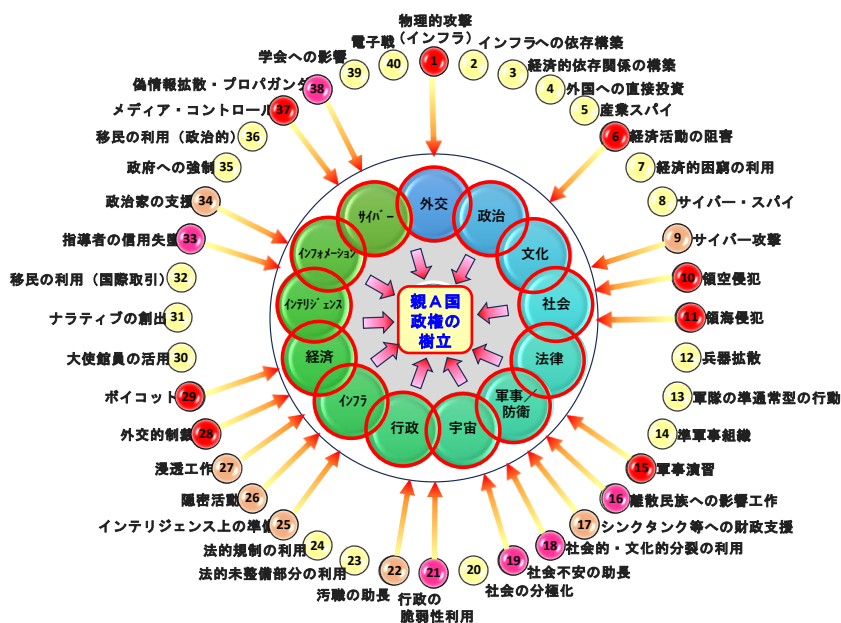 物理的攻撃
（インフラ）
1
インフラへの依存構築
2
経済的依存関係の構築
3
外国への直接投資
4
産業スパイ
5
経済活動の阻害
6
経済的困窮の利用
7
サイバー・スパイ
8
サイバー攻撃
9
領空侵犯
10
領海侵犯
11
兵器拡散
12
軍隊の準通常型の行動
13
準軍事組織
14
軍事演習
15
離散民族への影響工作
16
シンクタンク等への財政支援
17
社会的・文化的分裂の利用
18
社会不安の助長
19
社会の分極化
20
行政の
脆弱性利用
21
汚職の助長
22
法的未整備部分の利用
23
法的規制の利用
24
インテリジェンス上の準備
25
隠密活動
26
浸透工作
27
外交的制裁
28
ボイコット
29
大使館員の活用
30
ナラティブの創出
31
移民の利用（国際取引）
32
指導者の信用失墜
33
政治家の支援
34
政府への強制
35
移民の利用（政治的）
36
メディア・コントロール
37
偽情報拡散・プロパガンダ
38
学会への影響
39
電子戦
40
外交
政治
文化
社会
法律
軍事／
防衛
宇宙
行政
インフラ
経済
インテリジェンス
インフォメーション
サイバー
親Ａ国
政権の
樹立